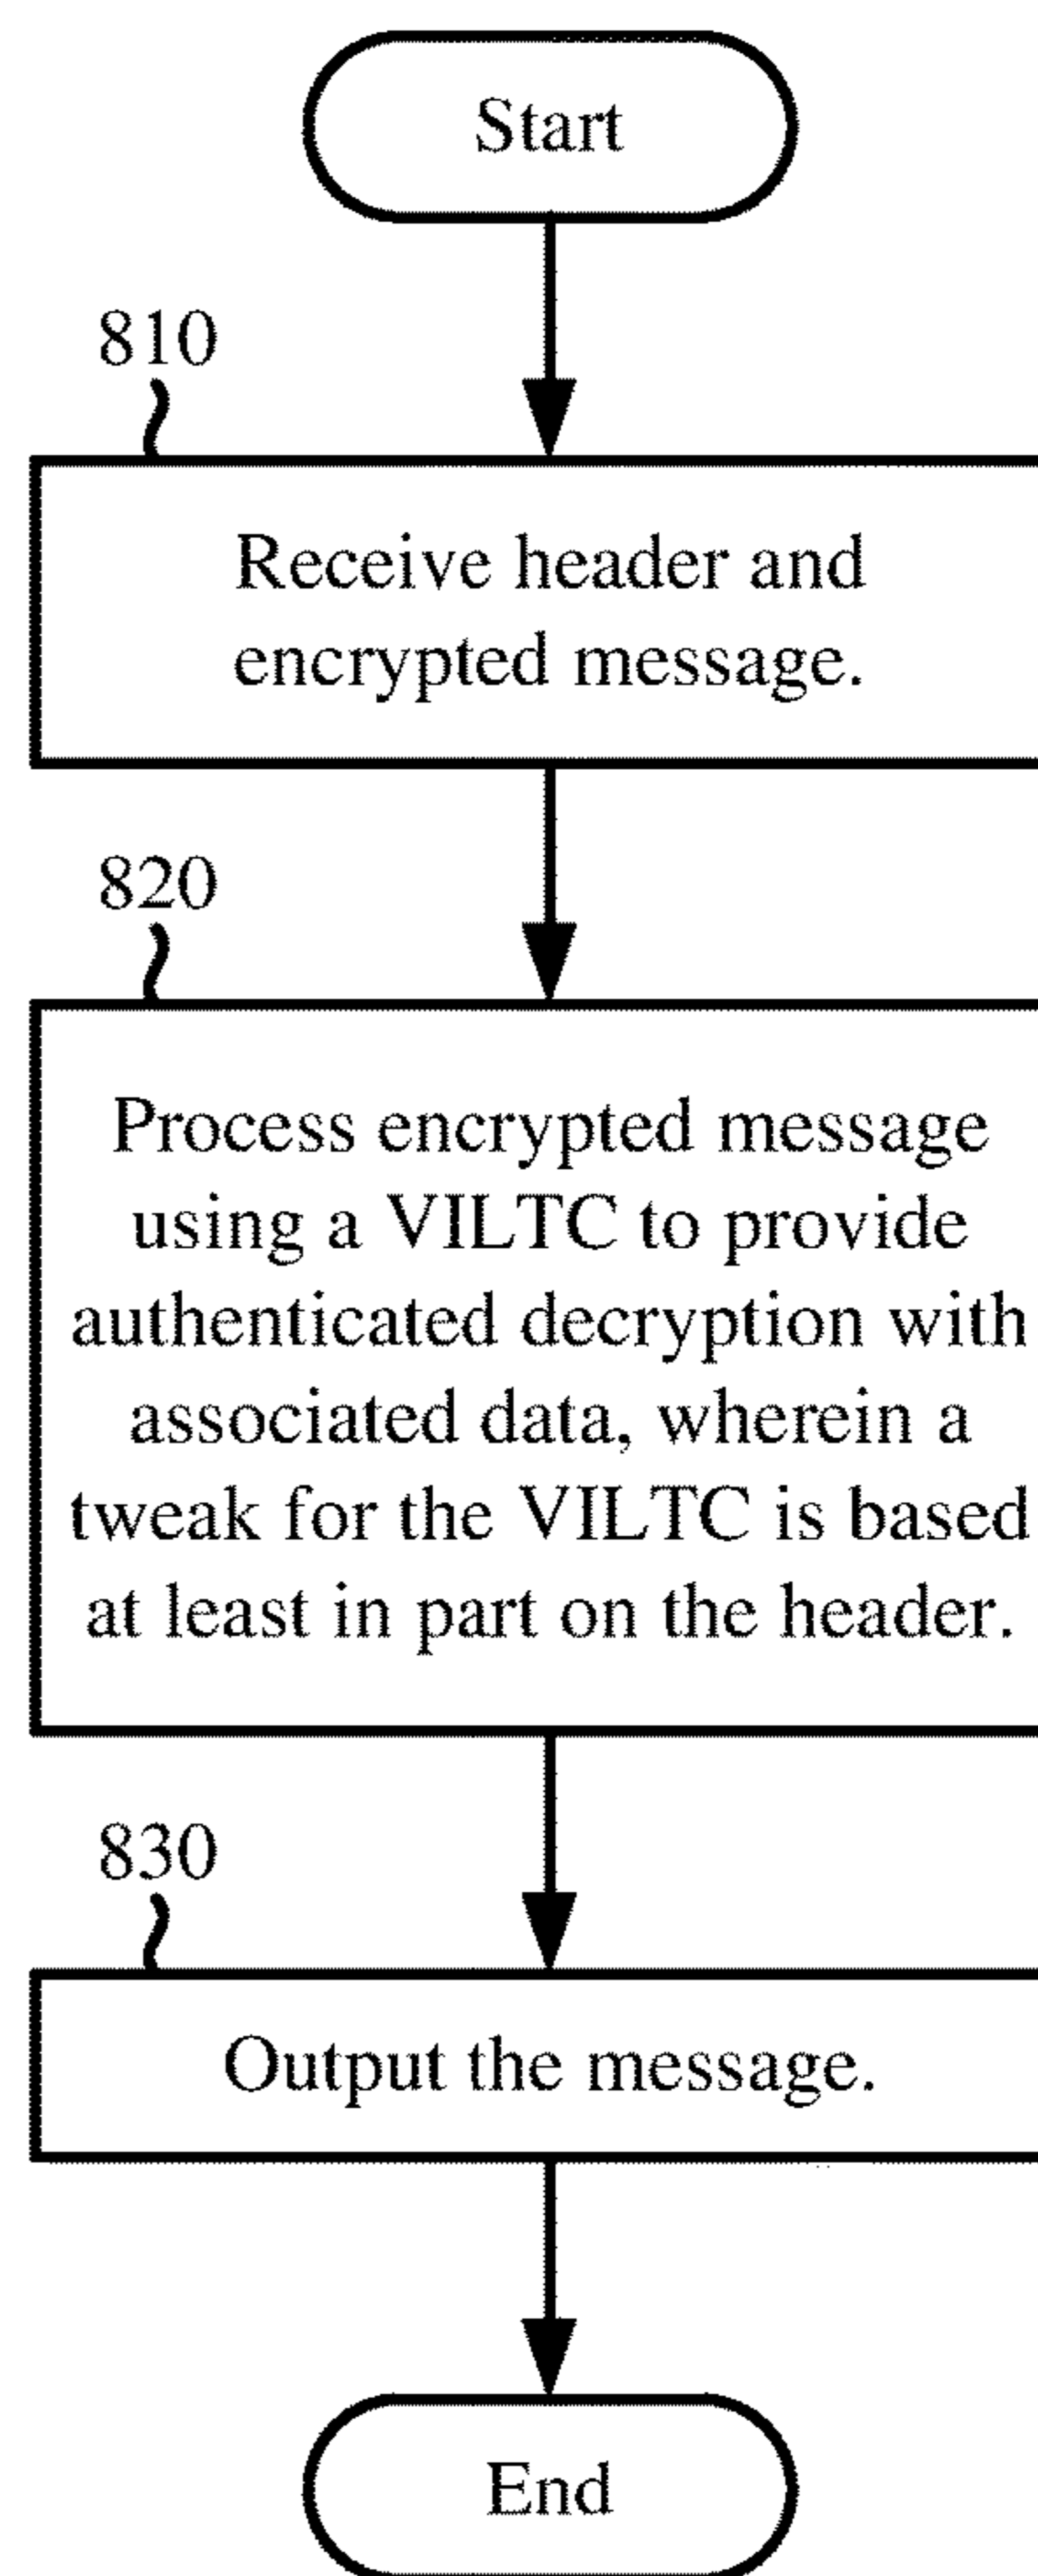 Start
810
Receive header and
encrypted message.
820
Process encrypted message
using a VILTC to provide
authenticated decryption with
associated data, wherein a
tweak for the VILTC is based
at least in part on the header.
830
Output the message.
End